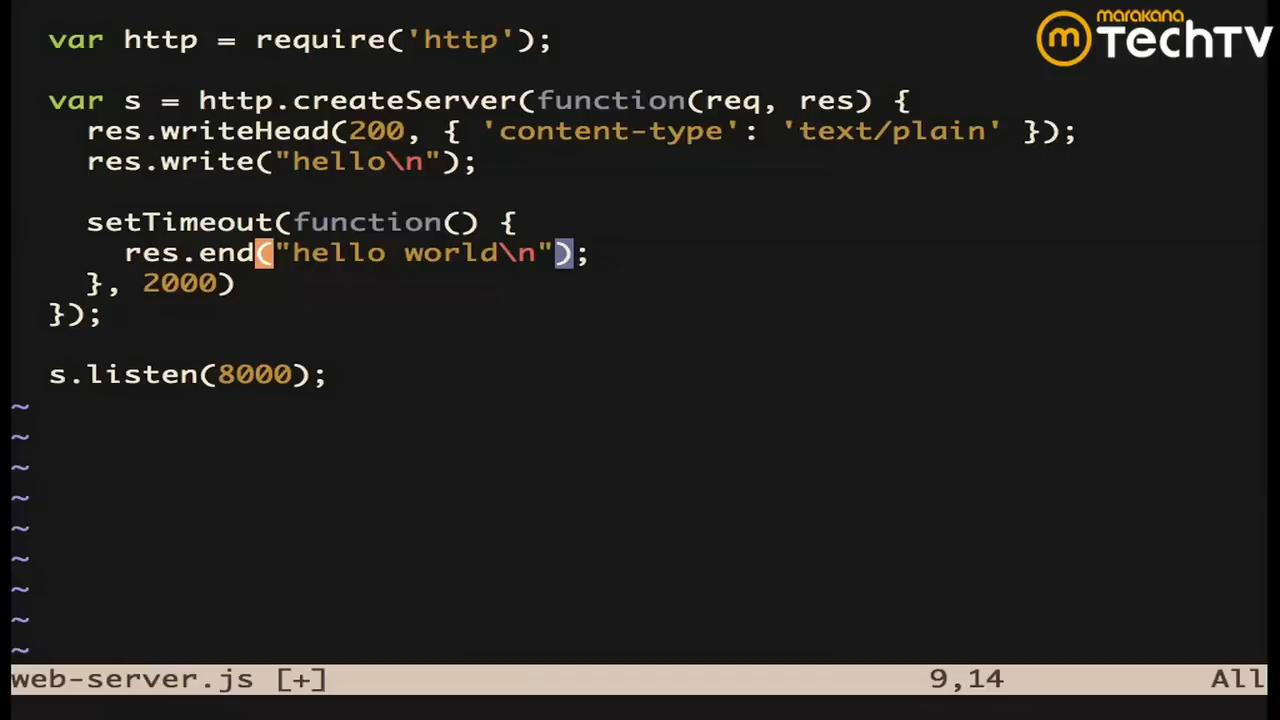 marakana
TechTV
var http = require('http');
var s = http.createServer(function(req, res) {
  res.writeHead(200, { 'content-type': 'text/plain' });
  res.write("hello\n");
  setTimeout(function() {
    res.end("hello world\n");
  }, 2000)
});
s.listen(8000);
~
~
~
~
~
~
~
~
~
web-server.js [+] 9,14 All